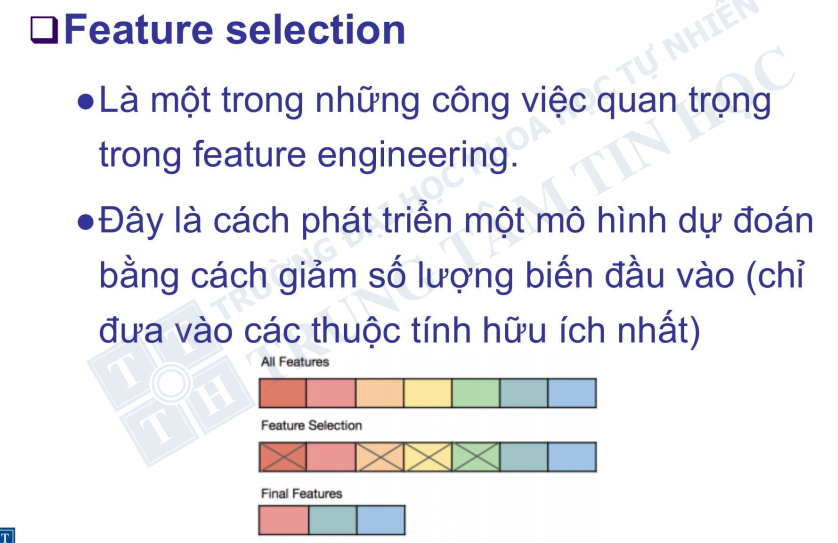 ❑Feature selection
●Là một trong những công việc quan trọng
trong feature engineering.
●Đây là cách phát triển một mô hình dự đoán
bằng cách giảm số lượng biến đầu vào (chỉ
đưa vào các thuộc tính hữu ích nhất)
All Features
Feature Selection
Final Features
TRƯỜNG ĐẠI HỌC KHOA HỌC TỰ NHIÊN
TRUNG TÂM TIN HỌC
T T
T H
T